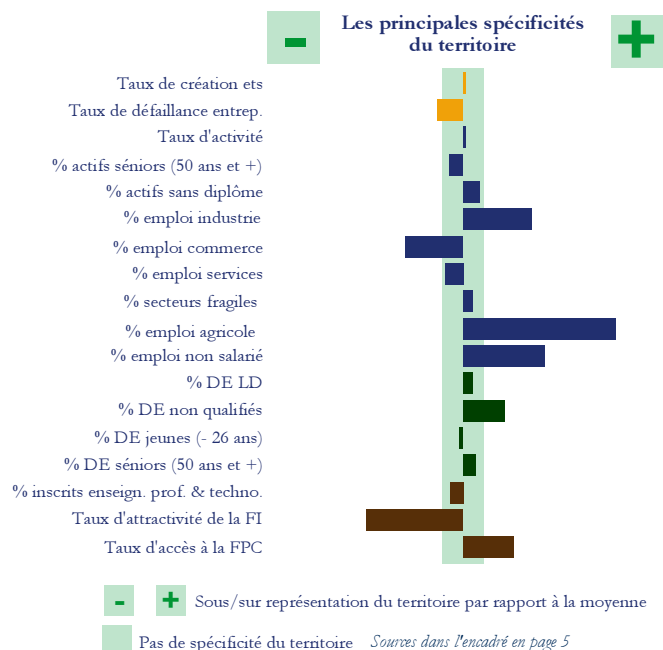 Les principales spécificités
du territoire
-
+
Taux de création ets
Taux de défaillance entrep.
Taux d'activité
% actifs séniors (50 ans et +)
% actifs sans diplôme
% emploi industrie
% emploi commerce
% emploi services
% secteurs fragiles
% emploi agricole
% emploi non salarié
% DE LD
% DE non qualifiés
% DE jeunes (- 26 ans)
% DE séniors (50 ans et +)
% inscrits enseign. prof. & techno.
Taux d'attractivité de la FI
Taux d'accès à la FPC
- + Sous/sur représentation du territoire par rapport à la moyenne
Pas de spécificité du territoire Sources dans l'encadré en page 5